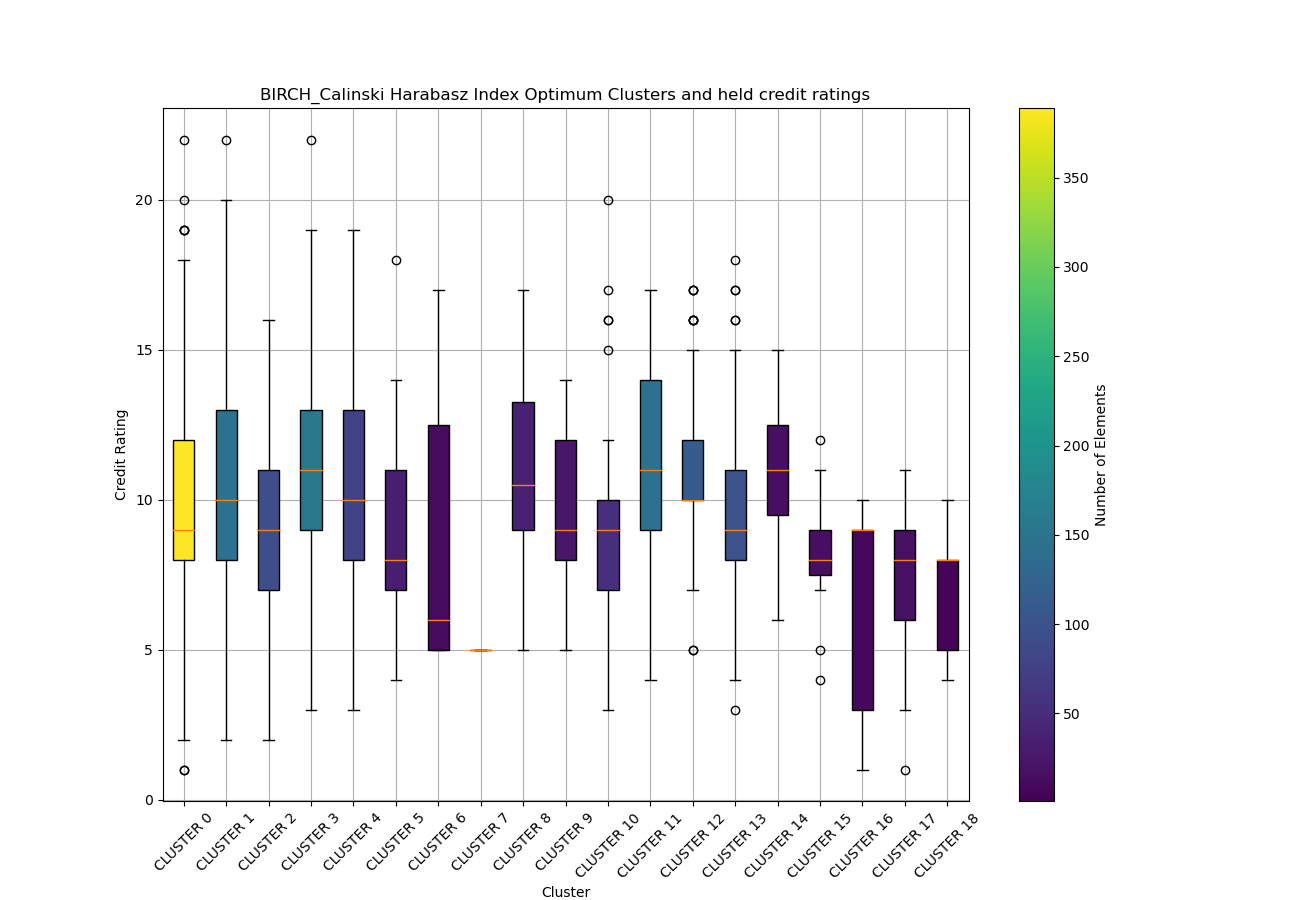 BIRCH_Calinski Harabasz Index Optimum Clusters and held credit ratings
Credit Rating
20
15
10
5
0
CLUSTER 0
CLUSTER 1
CLUSTER 2
CLUSTER 3
CLUSTER 4
CLUSTER 5
CLUSTER 6
CLUSTER 7
CLUSTER 8
CLUSTER 9
CLUSTER 10
CLUSTER 11
CLUSTER 12
CLUSTER 13
CLUSTER 14
CLUSTER 15
CLUSTER 16
CLUSTER 17
CLUSTER 18
Cluster
350
300
250
200
150
100
50
Number of Elements